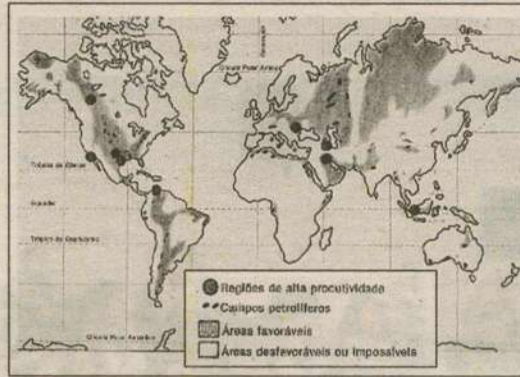 Círculo Polar Ártico
Trópico de Câncer
Equador
Trópico de Capricórnio
Regiões de alta procutividade
Campos petrolíferos
Áreas favoráveis
Áreas desfavoráveis ou impossíveis
Círculo Polar Antártico